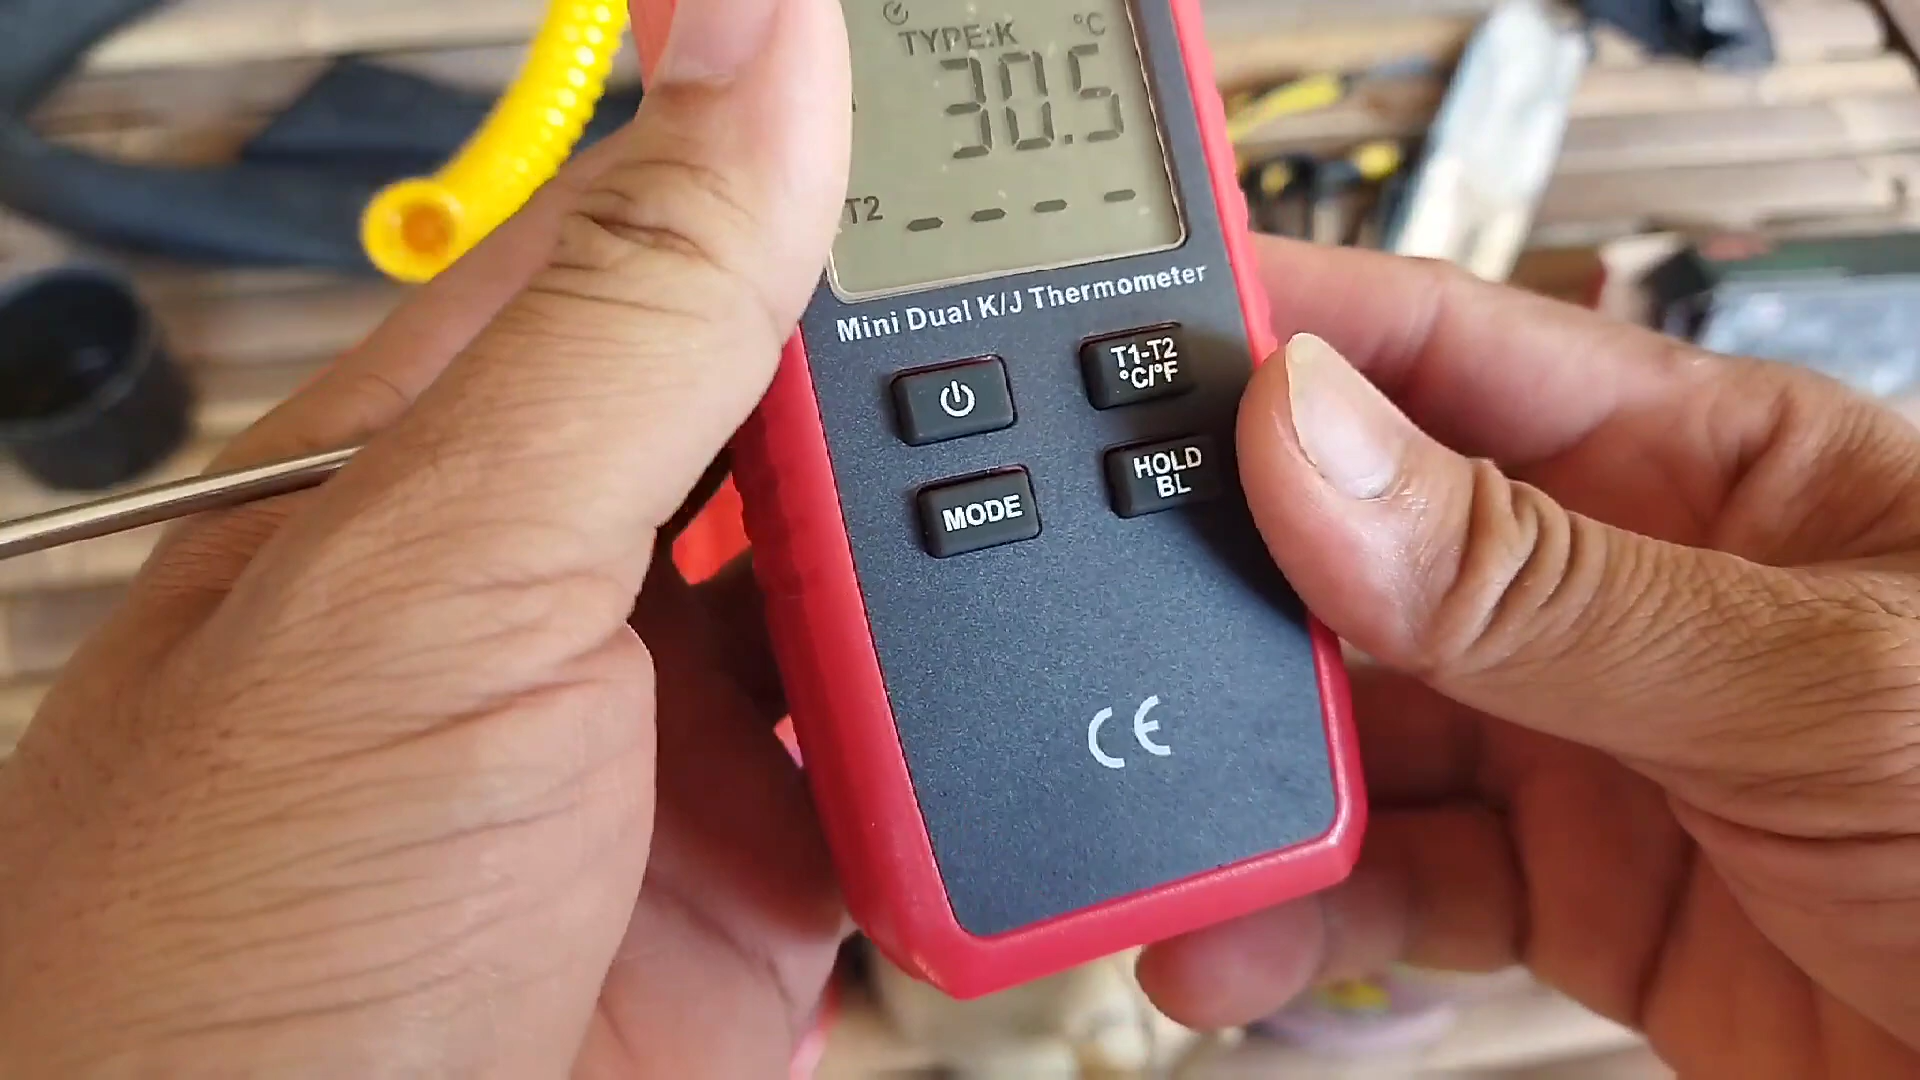 TYPE:K °C
30.5
T2 - - - -
Mini Dual K/J Thermometer
T1-T2
°C/°F
HOLD
BL
MODE
CE